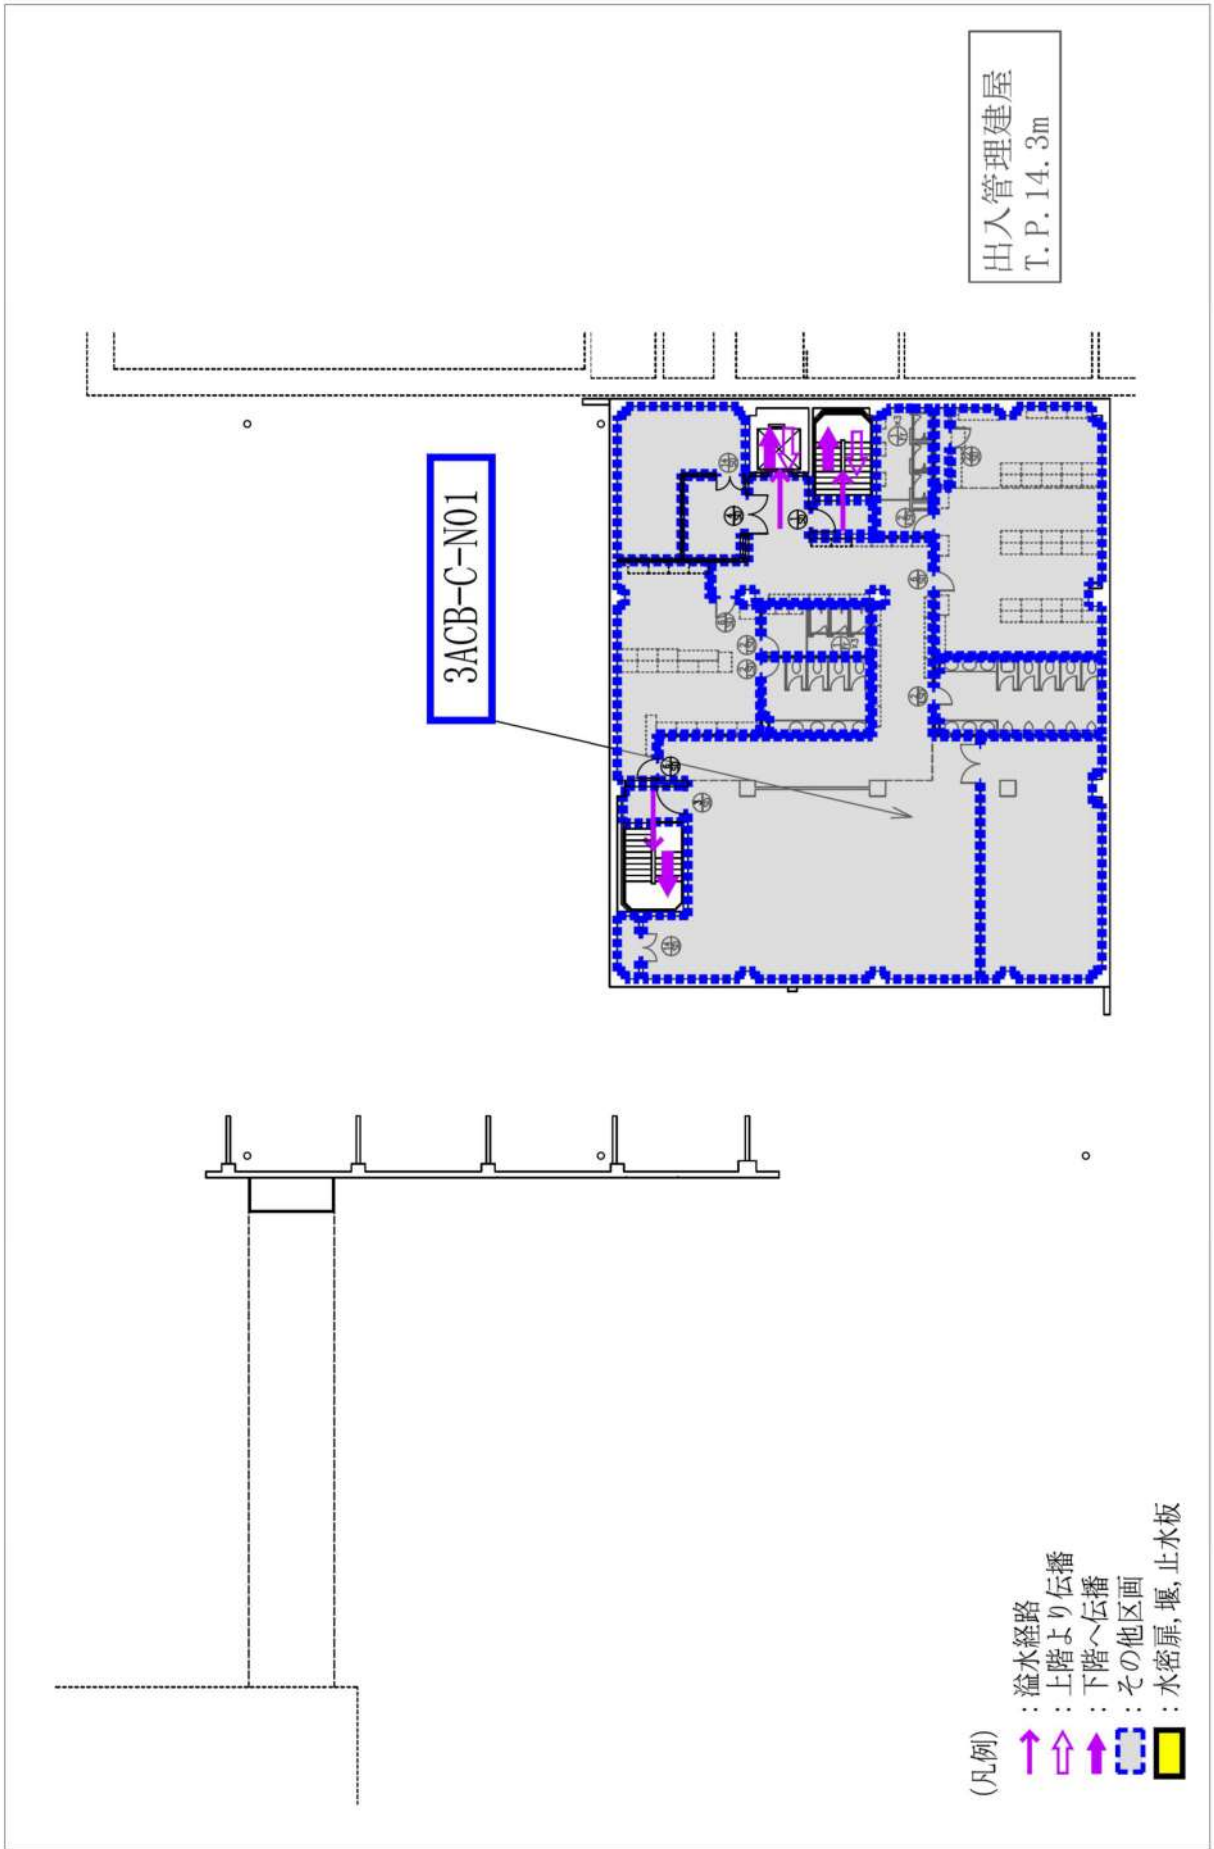 出入管理建屋
T.P.14.3m
3ACB-C-N01
(凡例)
：溢水経路
：上階より伝播
：下階へ伝播
：その他区画
：水密扉,堰,止水板